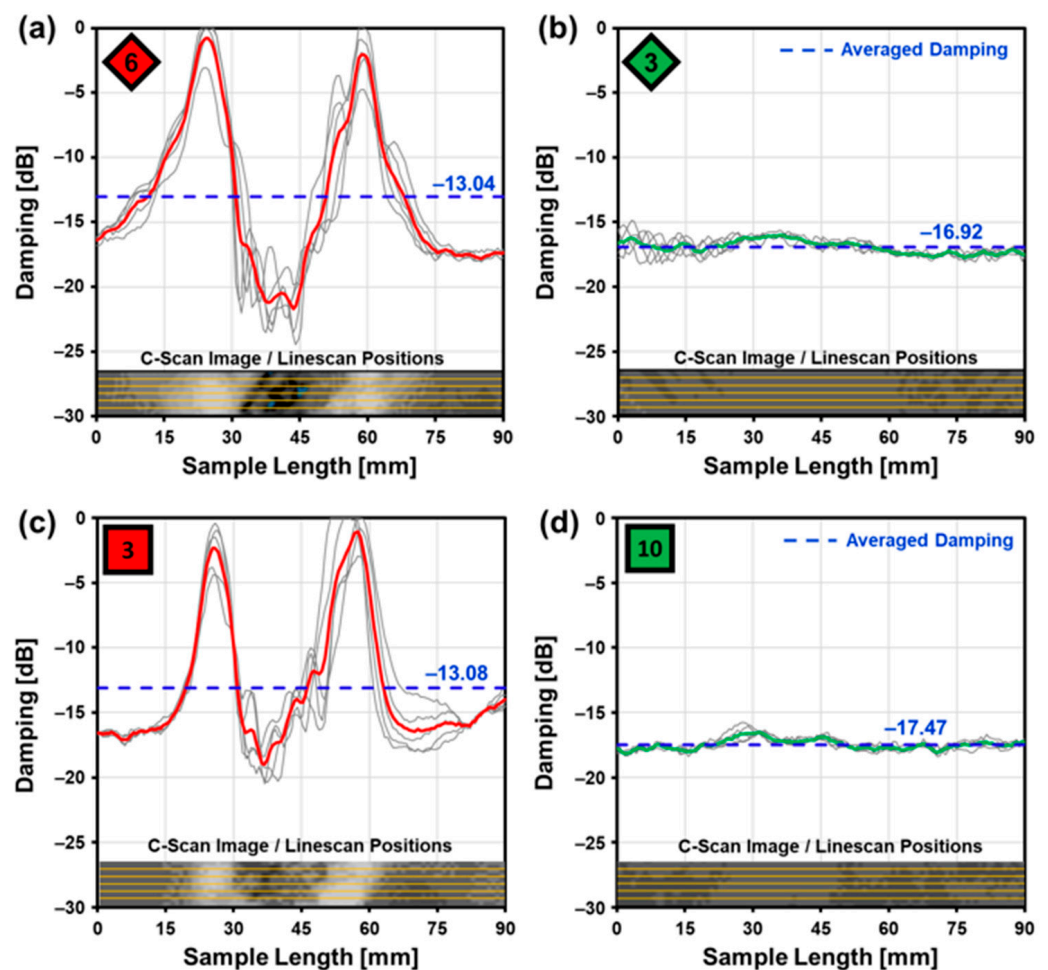 (a)
6
0
–5
–10
–15
–20
–25
–30
Damping [dB]
–13.04
C-Scan Image / Linescan Positions
0 15 30 45 60 75 90
Sample Length [mm]
(b)
3
Averaged Damping
0
–5
–10
–15
–20
–25
–30
Damping [dB]
–16.92
C-Scan Image / Linescan Positions
0 15 30 45 60 75 90
Sample Length [mm]
(c)
3
0
–5
–10
–15
–20
–25
–30
Damping [dB]
–13.08
C-Scan Image / Linescan Positions
0 15 30 45 60 75 90
Sample Length [mm]
(d)
10
Averaged Damping
0
–5
–10
–15
–20
–25
–30
Damping [dB]
–17.47
C-Scan Image / Linescan Positions
0 15 30 45 60 75 90
Sample Length [mm]